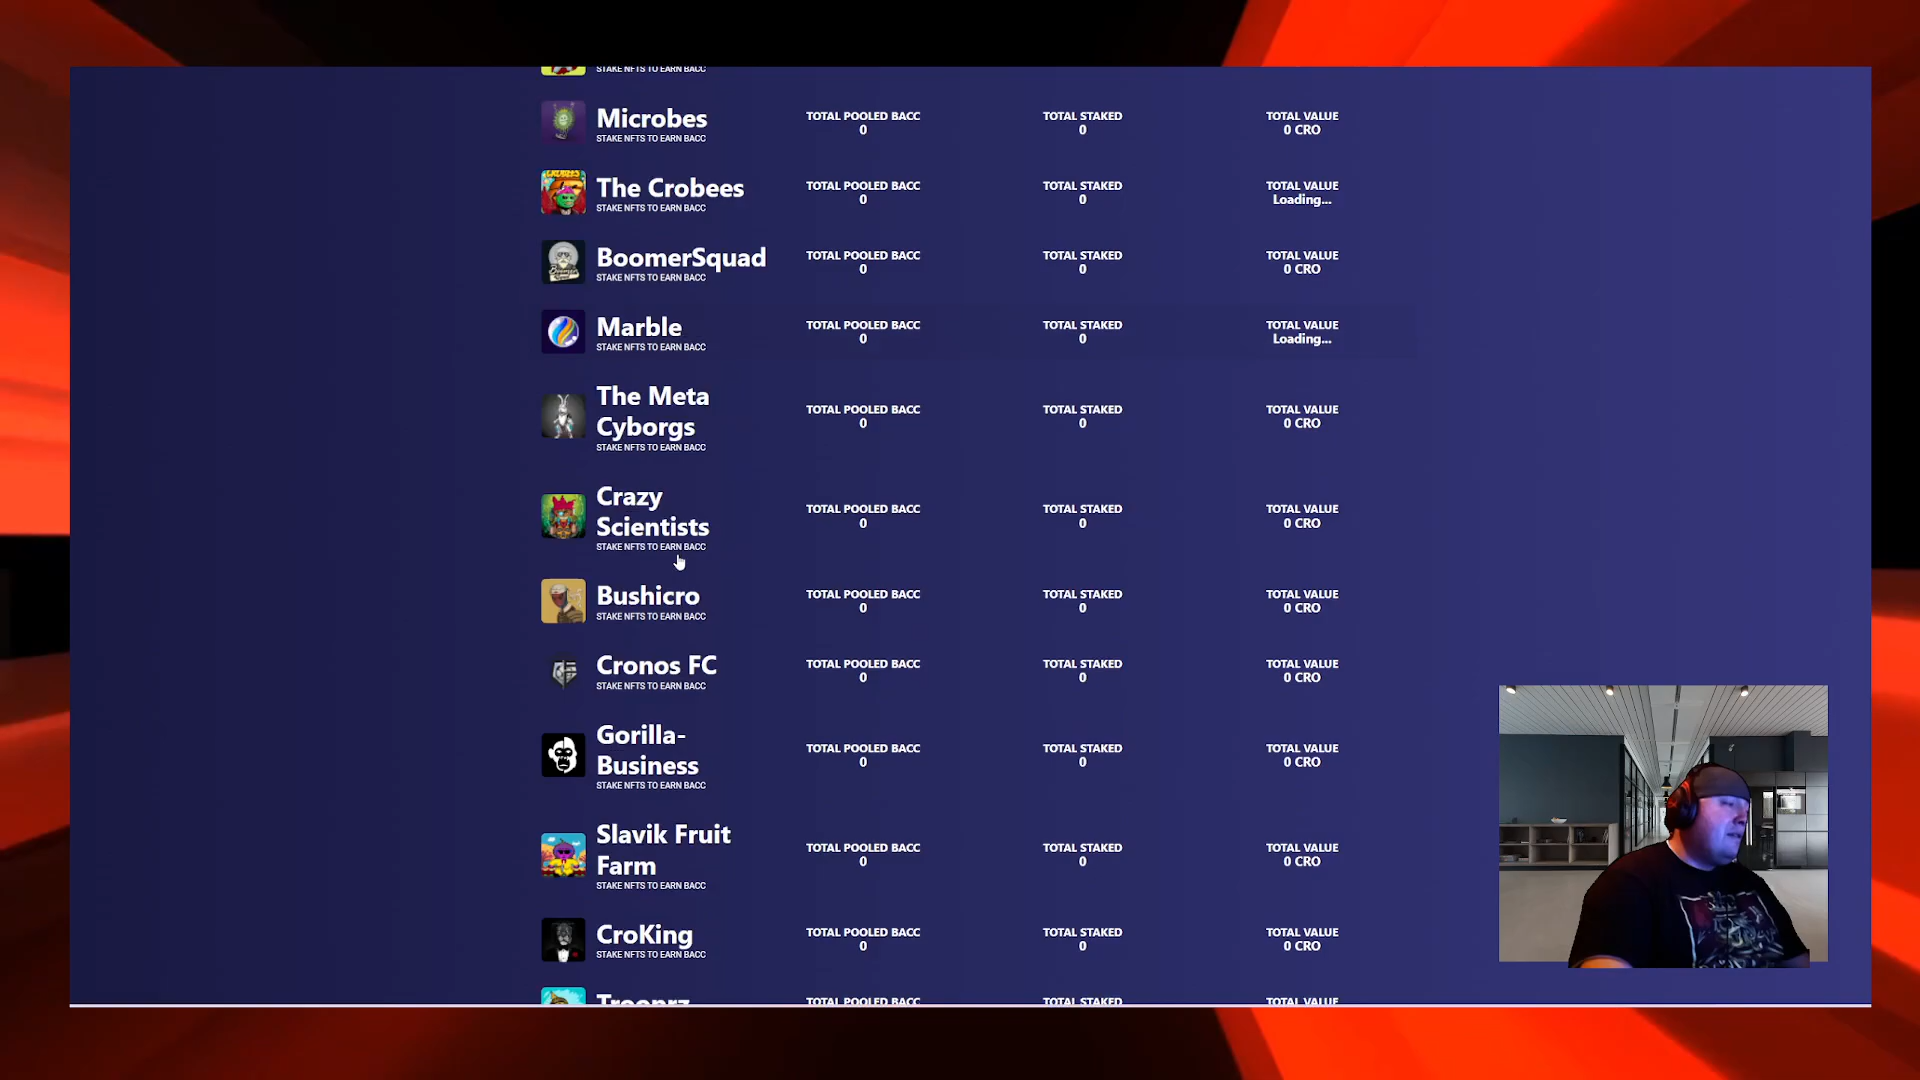 STAKE NFTS TO EARN BACC
Microbes
STAKE NFTS TO EARN BACC
TOTAL POOLED BACC
0
TOTAL STAKED
0
TOTAL VALUE
0 CRO
The Crobees
STAKE NFTS TO EARN BACC
TOTAL POOLED BACC
0
TOTAL STAKED
0
TOTAL VALUE
Loading...
BoomerSquad
STAKE NFTS TO EARN BACC
TOTAL POOLED BACC
0
TOTAL STAKED
0
TOTAL VALUE
0 CRO
Marble
STAKE NFTS TO EARN BACC
TOTAL POOLED BACC
0
TOTAL STAKED
0
TOTAL VALUE
Loading...
The Meta
Cyborgs
STAKE NFTS TO EARN BACC
TOTAL POOLED BACC
0
TOTAL STAKED
0
TOTAL VALUE
0 CRO
Crazy
Scientists
STAKE NFTS TO EARN BACC
TOTAL POOLED BACC
0
TOTAL STAKED
0
TOTAL VALUE
0 CRO
Bushicro
STAKE NFTS TO EARN BACC
TOTAL POOLED BACC
0
TOTAL STAKED
0
TOTAL VALUE
0 CRO
Cronos FC
STAKE NFTS TO EARN BACC
TOTAL POOLED BACC
0
TOTAL STAKED
0
TOTAL VALUE
0 CRO
Gorilla-
Business
STAKE NFTS TO EARN BACC
TOTAL POOLED BACC
0
TOTAL STAKED
0
TOTAL VALUE
0 CRO
Slavik Fruit
Farm
STAKE NFTS TO EARN BACC
TOTAL POOLED BACC
0
TOTAL STAKED
0
TOTAL VALUE
0 CRO
CroKing
STAKE NFTS TO EARN BACC
TOTAL POOLED BACC
0
TOTAL STAKED
0
TOTAL VALUE
0 CRO
Trooprz
TOTAL POOLED BACC
TOTAL STAKED
TOTAL VALUE